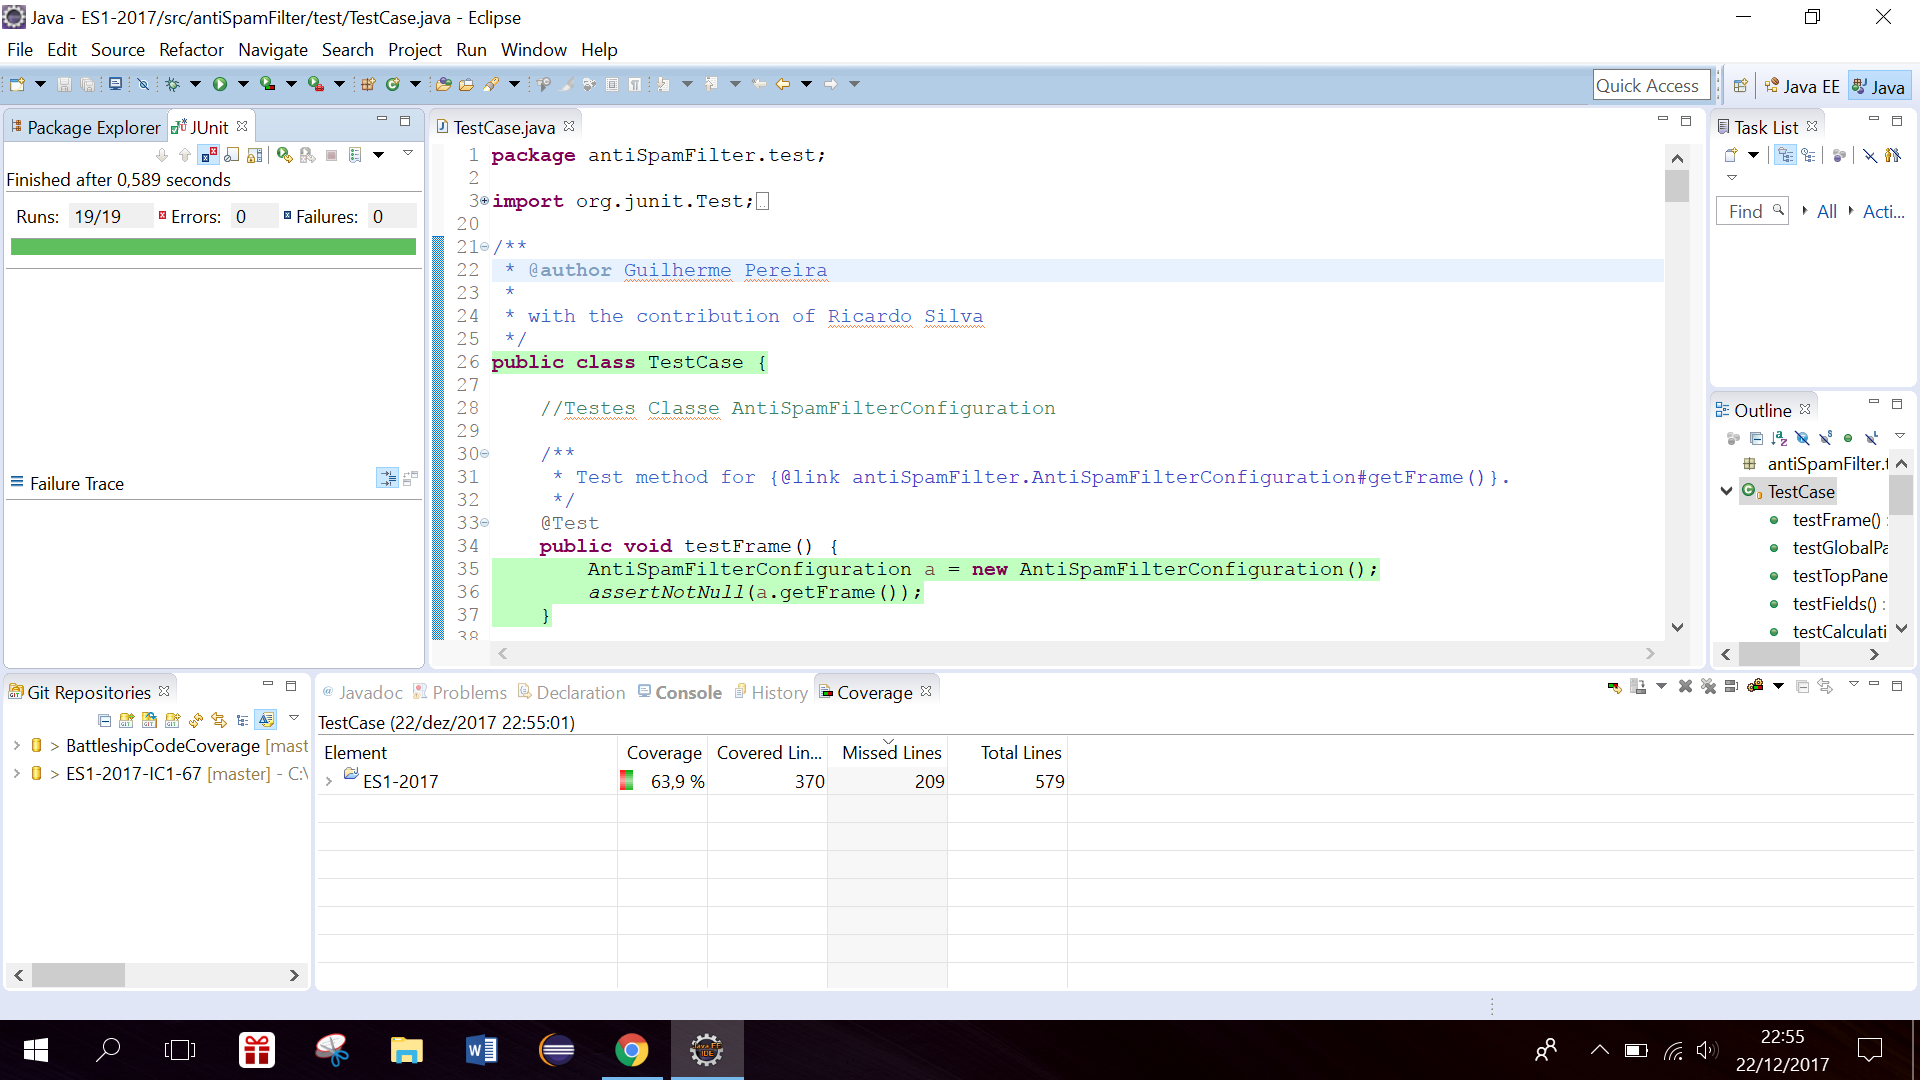 Java - ES1-2017/src/antiSpamFilter/test/TestCase.java - Eclipse
File Edit Source Refactor Navigate Search Project Run Window Help
Quick Access
Java EE
Java
Package Explorer
JUnit
Finished after 0,589 seconds
Runs: 19/19 Errors: 0 Failures: 0
Failure Trace
TestCase.java
1 package antiSpamFilter.test;
2
3 import org.junit.Test;
20
21 /**
22 * @author Guilherme Pereira
23 *
24 * with the contribution of Ricardo Silva
25 */
26 public class TestCase {
27
28 //Testes Classe AntiSpamFilterConfiguration
29
30 /**
31 * Test method for {@link antiSpamFilter.AntiSpamFilterConfiguration#getFrame()}.
32 */
33 @Test
34 public void testFrame() {
35 AntiSpamFilterConfiguration a = new AntiSpamFilterConfiguration();
36 assertNotNull(a.getFrame());
37 }
38
Task List
Find All Acti...
Outline
antiSpamFilter.t
TestCase
testFrame() :
testGlobalPa
testTopPane
testFields() :
testCalculati
Git Repositories
> BattleshipCodeCoverage [mast
> ES1-2017-IC1-67 [master] - C:\
@ Javadoc Problems Declaration Console History Coverage
TestCase (22/dez/2017 22:55:01)
Element Coverage Covered Lin... Missed Lines Total Lines
ES1-2017 63,9 % 370 209 579
22:55
22/12/2017